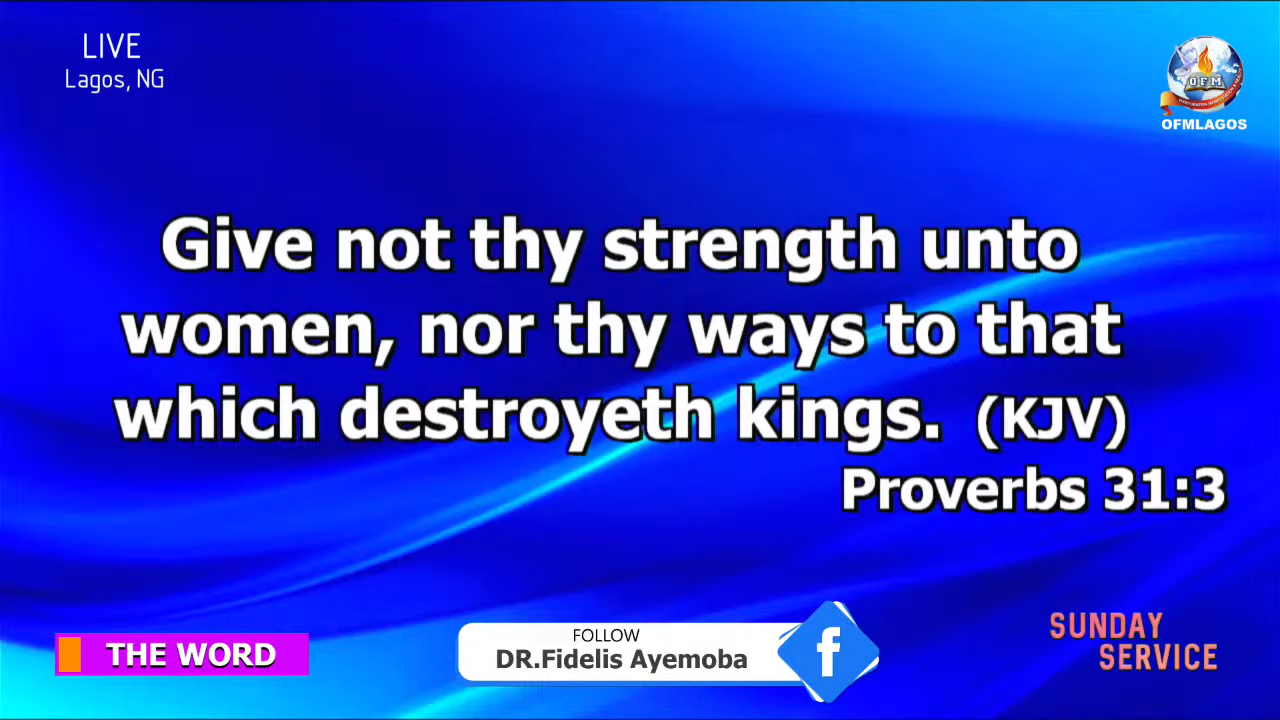 LIVE
Lagos, NG
OFM
OFMLAGOS
Give not thy strength unto
women, nor thy ways to that
which destroyeth kings. (KJV)
Proverbs 31:3
THE WORD
FOLLOW
DR.Fidelis Ayemoba
f
SUNDAY
SERVICE